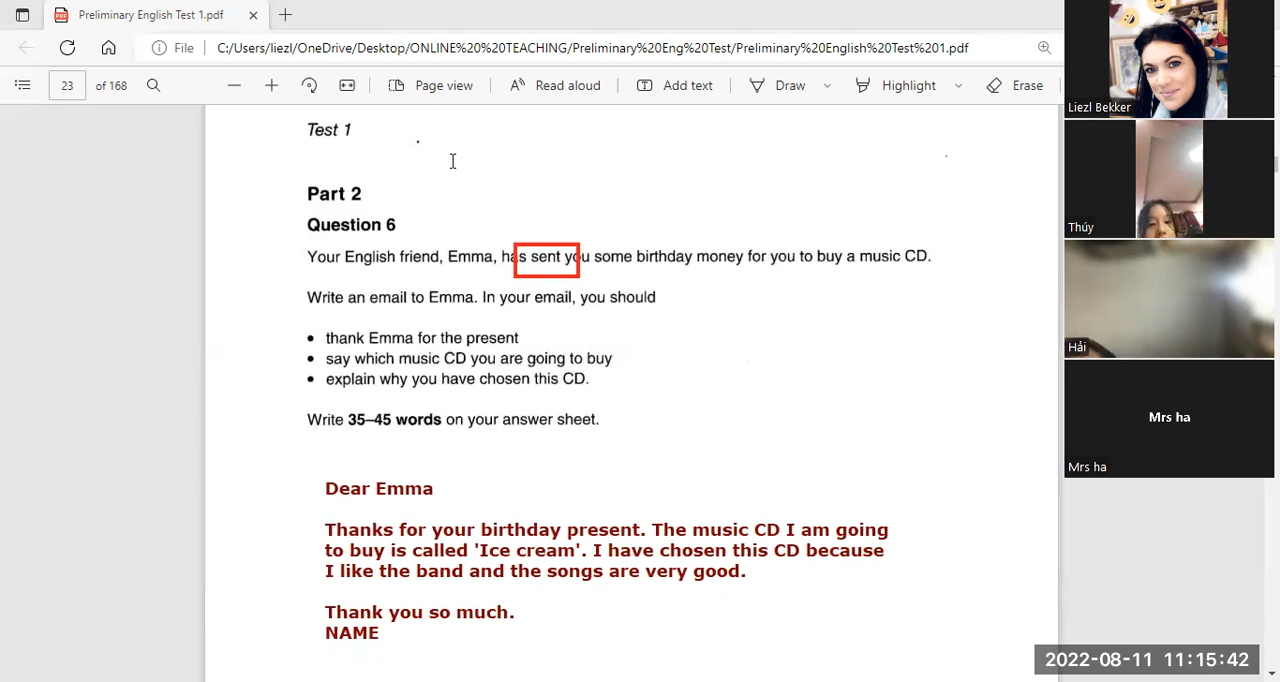 Preliminary English Test 1.pdf
File
C:/Users/liezl/OneDrive/Desktop/ONLINE%20%20TEACHING/Preliminary%20Eng%20Test/Preliminary%20English%20Test%201.pdf
23 of 168
Page view
Read aloud
Add text
Draw
Highlight
Erase
Test 1
Part 2
Question 6
Your English friend, Emma, has sent you some birthday money for you to buy a music CD.
Write an email to Emma. In your email, you should
• thank Emma for the present
• say which music CD you are going to buy
• explain why you have chosen this CD.
Write 35–45 words on your answer sheet.
Dear Emma
Thanks for your birthday present. The music CD I am going
to buy is called 'Ice cream'. I have chosen this CD because
I like the band and the songs are very good.
Thank you so much.
NAME
Liezl Bekker
Thúy
Hải
Mrs ha
Mrs ha
2022-08-11 11:15:42